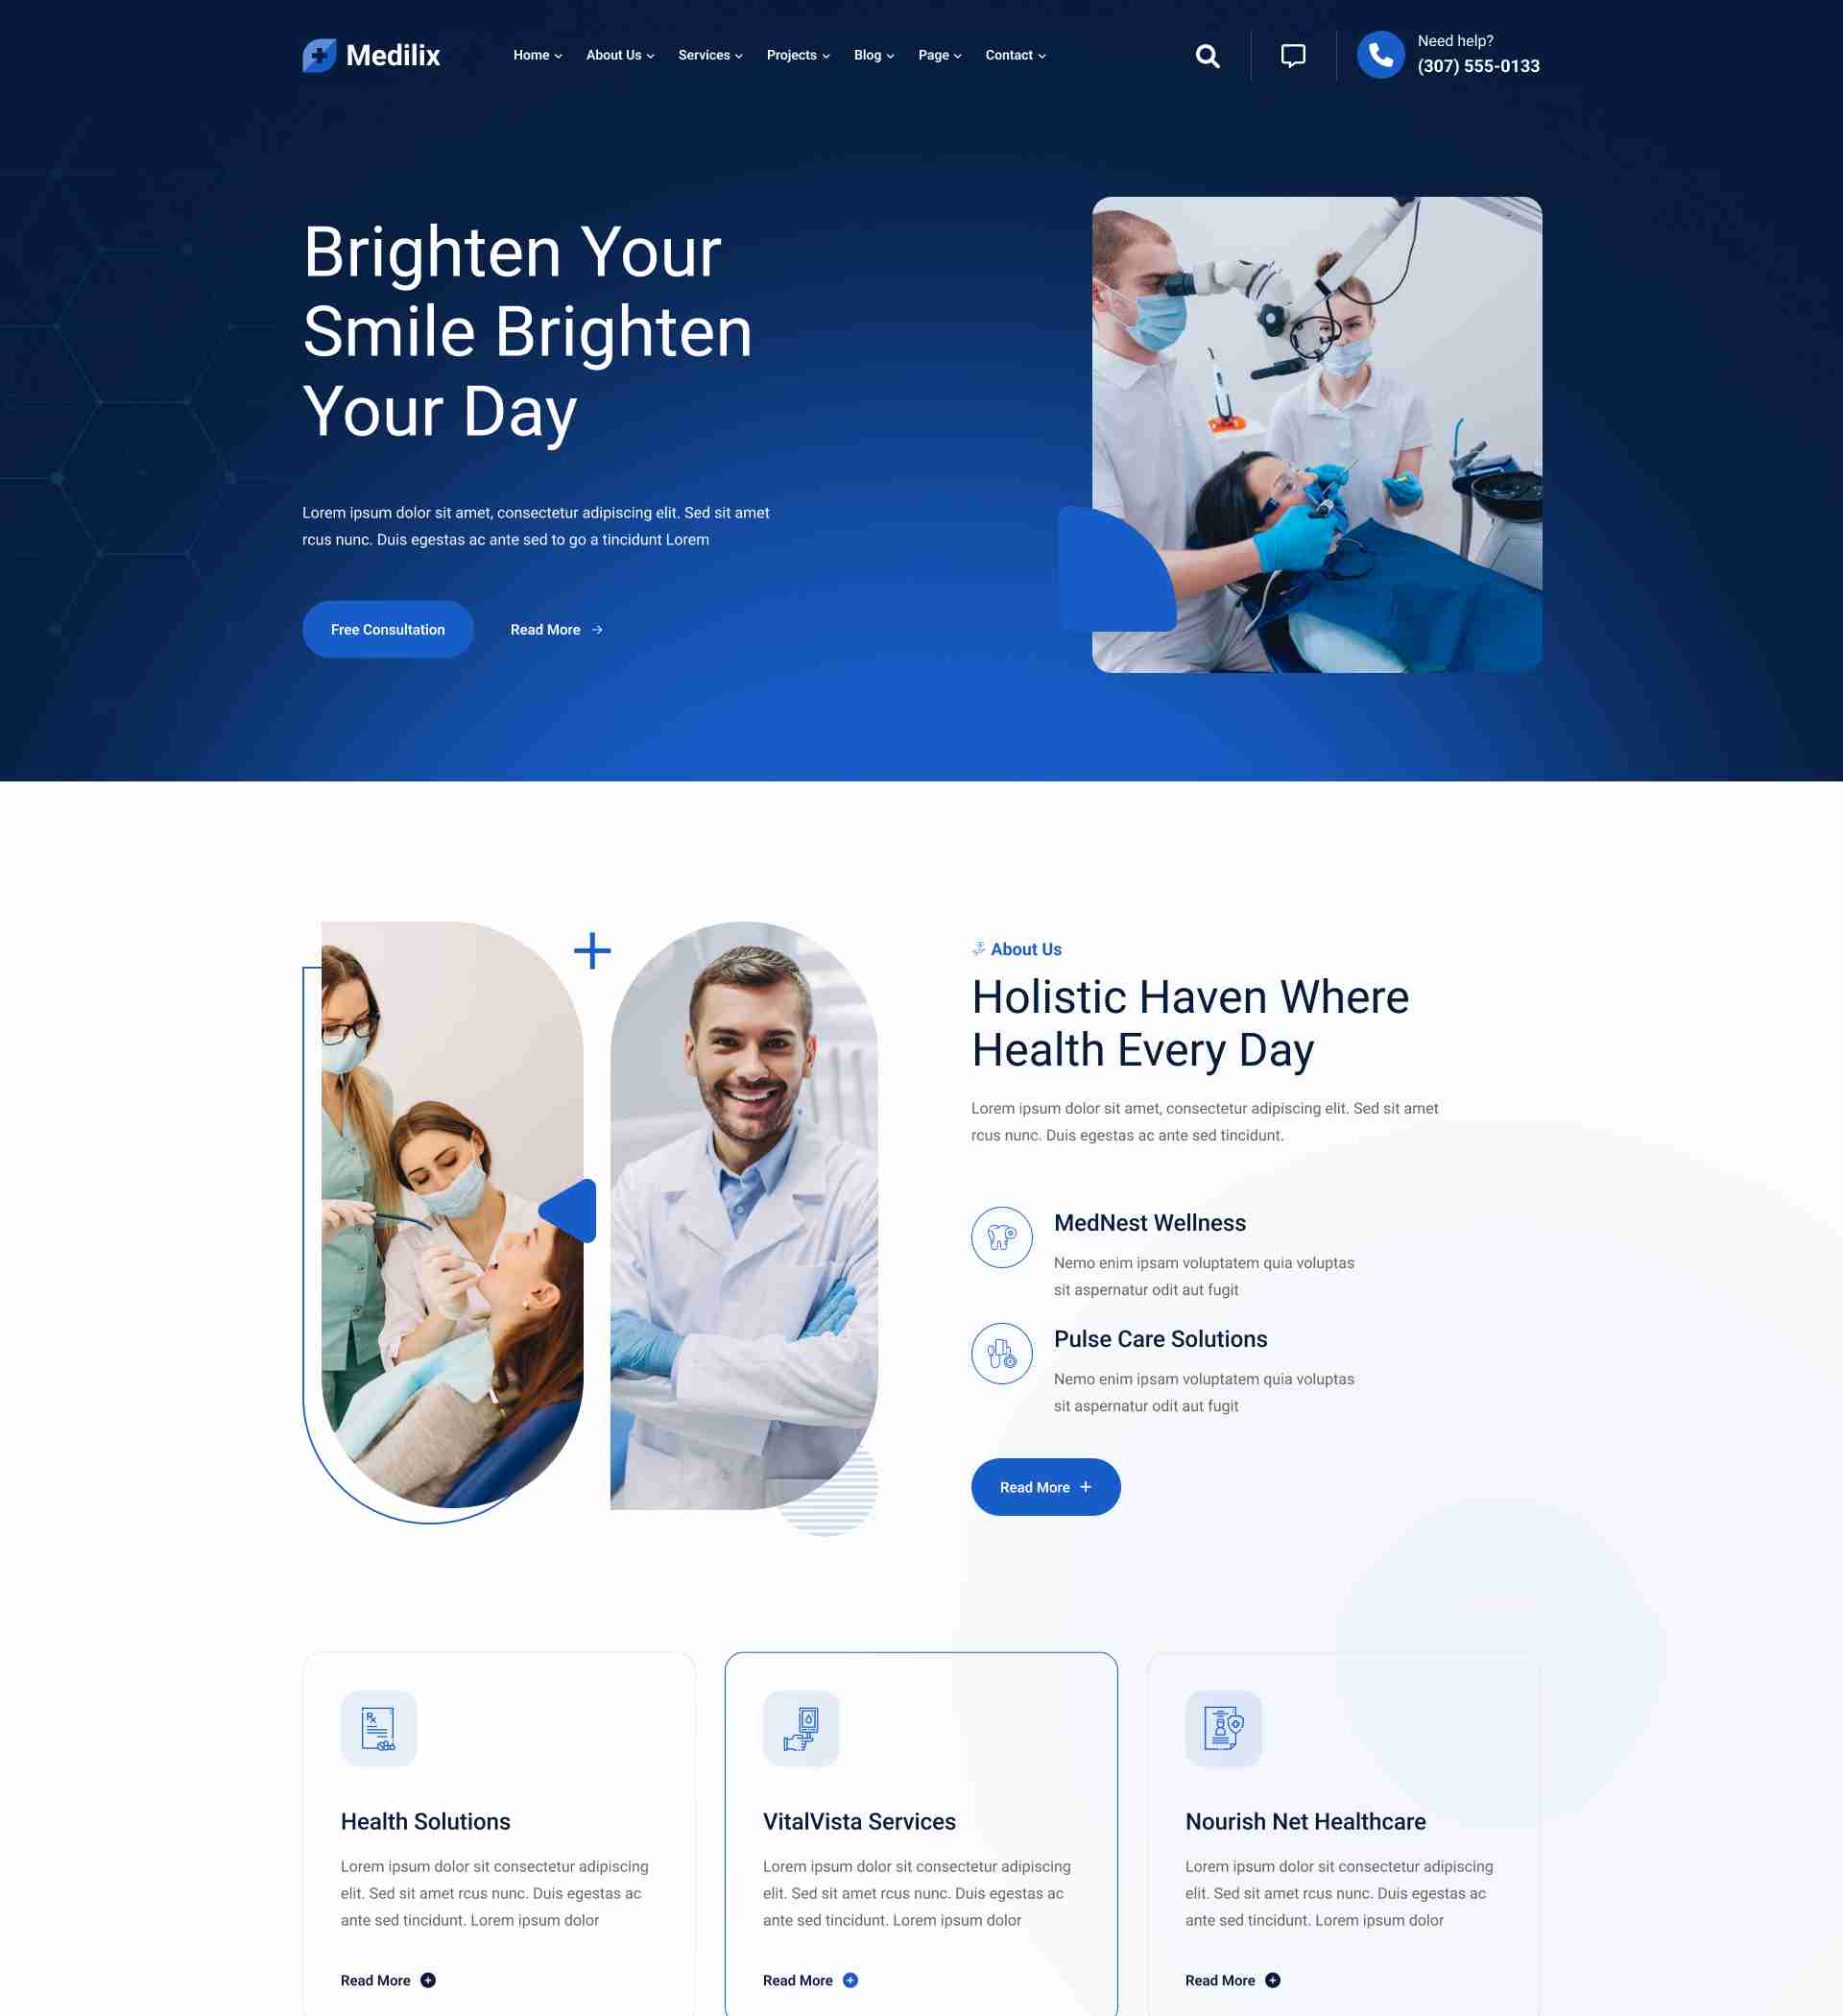 Medilix
Home
About Us
Services
Projects
Blog
Page
Contact
Need help?
(307) 555-0133
Brighten Your
Smile Brighten
Your Day
Lorem ipsum dolor sit amet, consectetur adipiscing elit. Sed sit amet
rcus nunc. Duis egestas ac ante sed to go a tincidunt Lorem
Free Consultation
Read More
About Us
Holistic Haven Where
Health Every Day
Lorem ipsum dolor sit amet, consectetur adipiscing elit. Sed sit amet
rcus nunc. Duis egestas ac ante sed tincidunt.
MedNest Wellness
Nemo enim ipsam voluptatem quia voluptas
sit aspernatur odit aut fugit
Pulse Care Solutions
Nemo enim ipsam voluptatem quia voluptas
sit aspernatur odit aut fugit
Read More
Rx
Health Solutions
Lorem ipsum dolor sit consectetur adipiscing
elit. Sed sit amet rcus nunc. Duis egestas ac
ante sed tincidunt. Lorem ipsum dolor
Read More
VitalVista Services
Lorem ipsum dolor sit consectetur adipiscing
elit. Sed sit amet rcus nunc. Duis egestas ac
ante sed tincidunt. Lorem ipsum dolor
Read More
Nourish Net Healthcare
Lorem ipsum dolor sit consectetur adipiscing
elit. Sed sit amet rcus nunc. Duis egestas ac
ante sed tincidunt. Lorem ipsum dolor
Read More